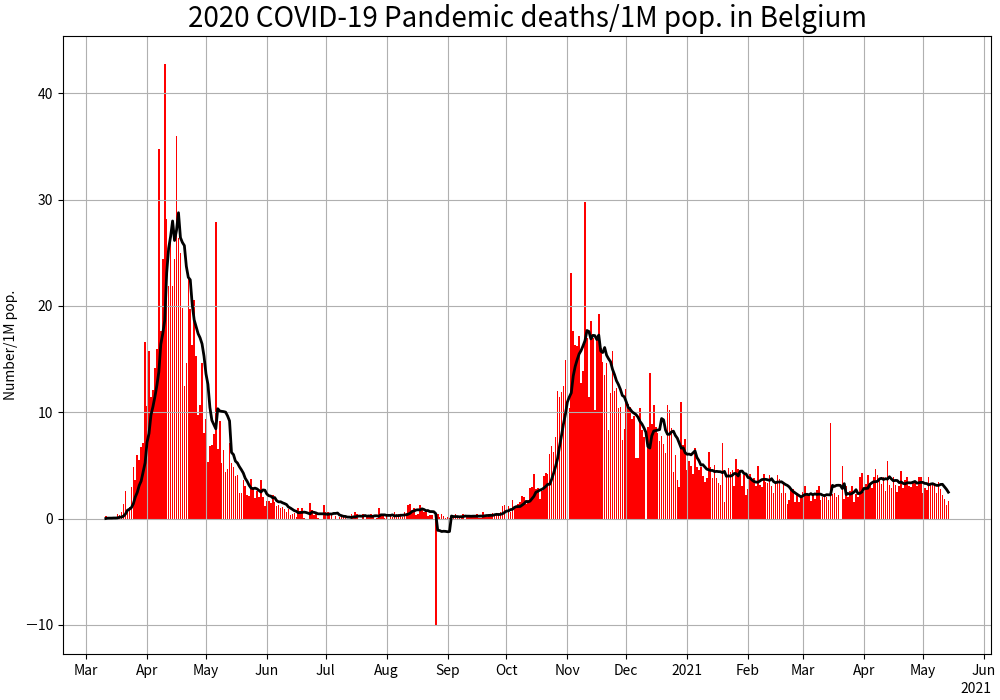 2020 COVID-19 Pandemic deaths/1M pop. in Belgium
Number/1M pop.
40
30
20
10
0
−10
Mar Apr May Jun Jul Aug Sep Oct Nov Dec 2021 Feb Mar Apr May Jun
2021